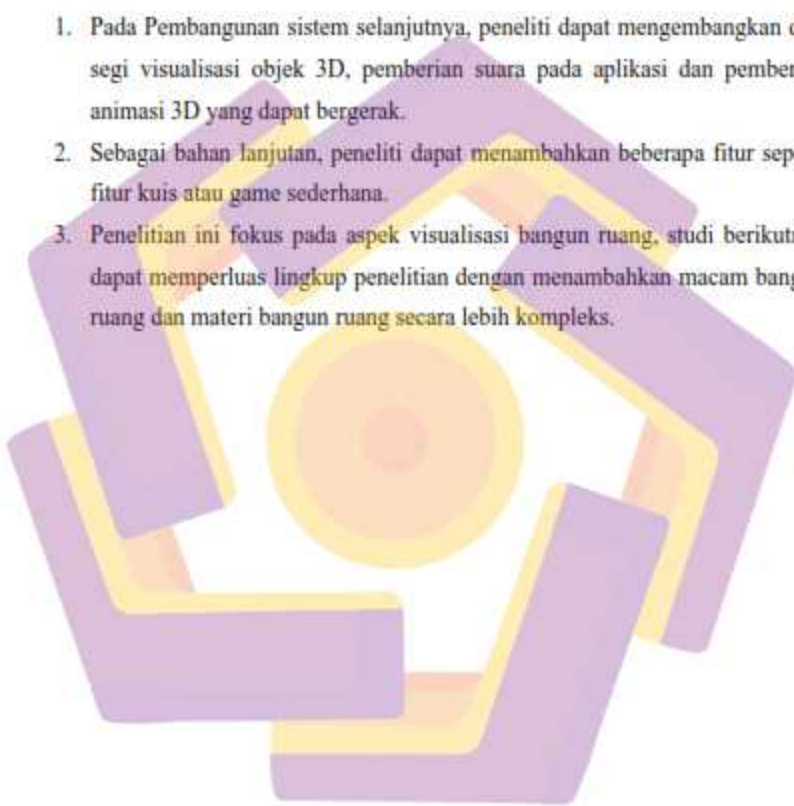 1. Pada Pembangunan sistem selanjutnya, peneliti dapat mengembangkan
segi visualisasi objek 3D, pemberian suara pada aplikasi dan
animasi 3D yang dapat bergerak.
2. Sebagai bahan lanjutan, peneliti dapat menambahkan beberapa fitur
fitur kuis atau game sederhana.
3. Penelitian ini fokus pada aspek visualisasi bangun ruang, studi
dapat memperluas lingkup penelitian dengan menambahkan macam
ruang dan materi bangun ruang secara lebih kompleks.